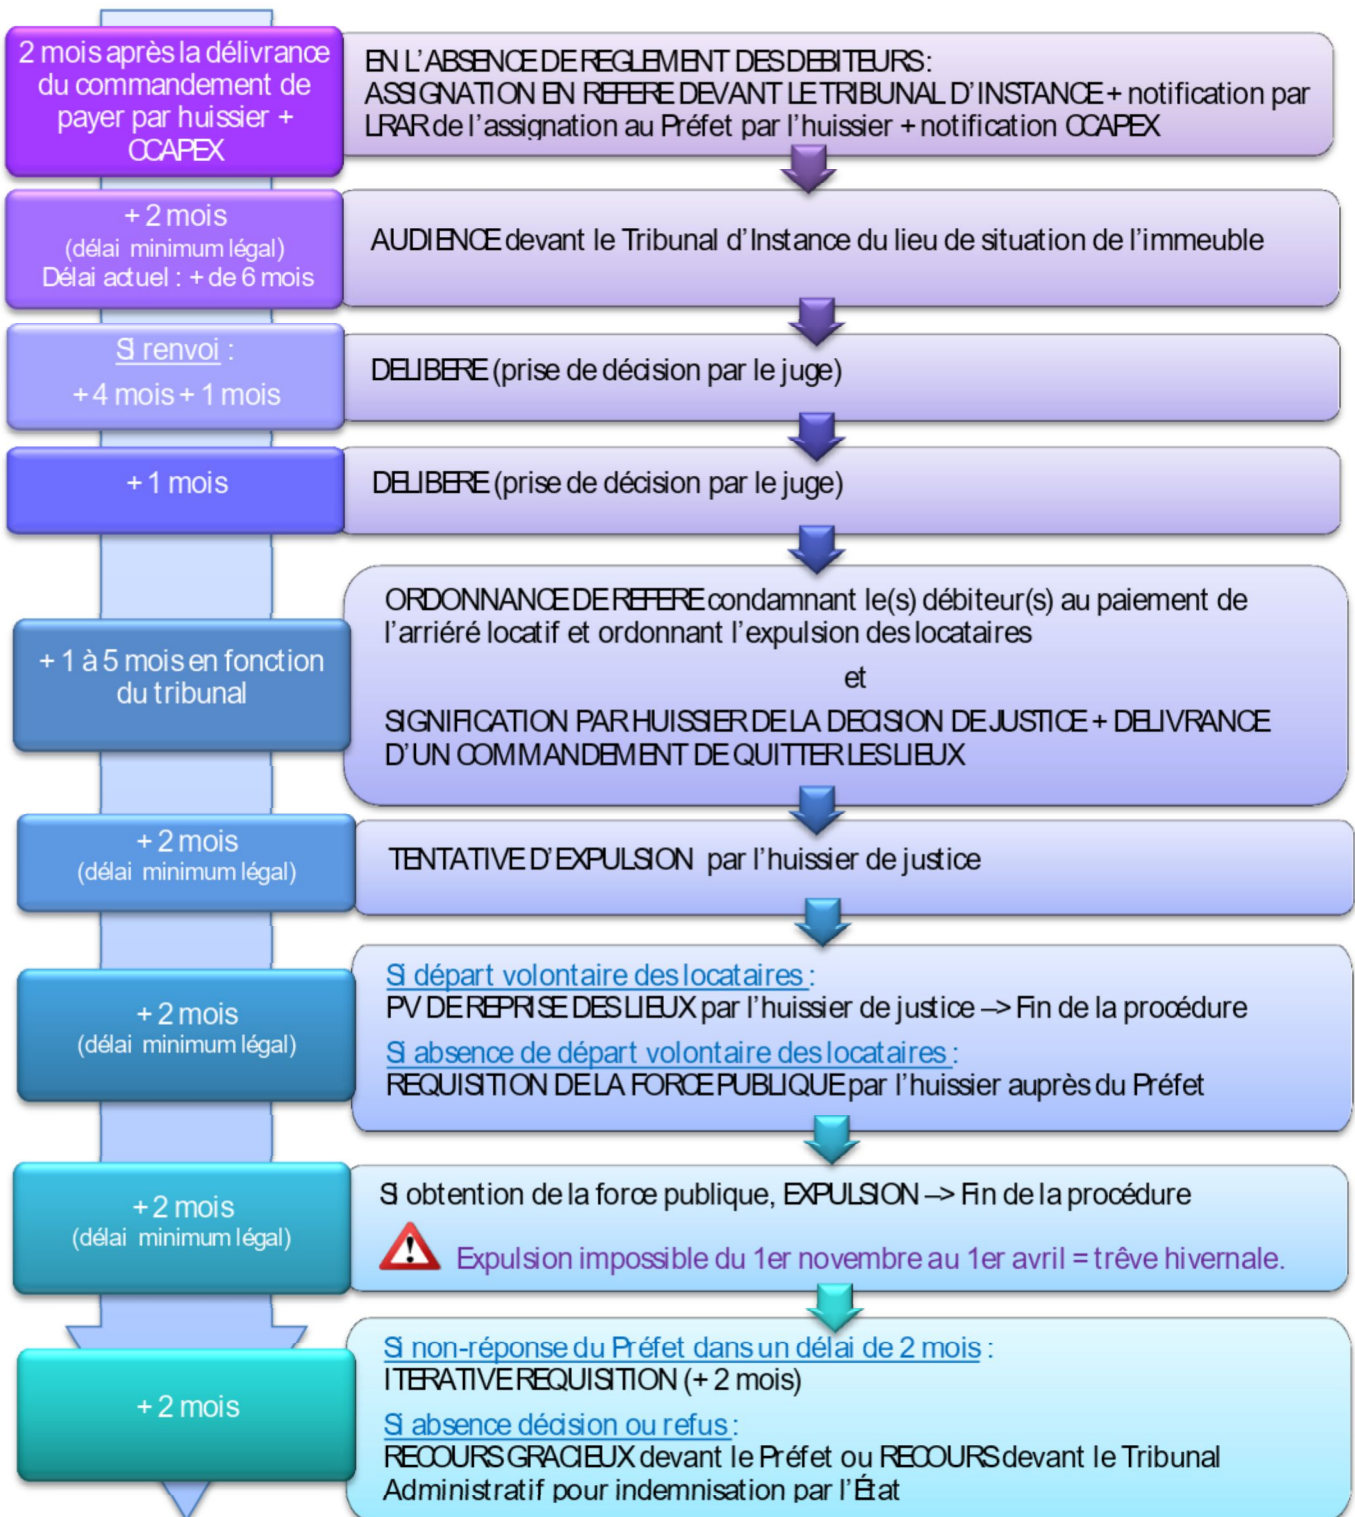 2 mois après la délivrance
du commandement de
payer par huissier +
CCAPEX
EN L'ABSENCE DE REGLEMENT DES DEBITEURS :
ASSIGNATION EN REFERE DEVANT LE TRIBUNAL D'INSTANCE + notification par
LRAR de l'assignation au Préfet par l'huissier + notification CCAPEX
+ 2 mois
(délai minimum légal)
Délai actuel : + de 6 mois
AUDIENCE devant le Tribunal d'Instance du lieu de situation de l'immeuble
Si renvoi :
+ 4 mois + 1 mois
DELIBERE (prise de décision par le juge)
+ 1 mois
DELIBERE (prise de décision par le juge)
+ 1 à 5 mois en fonction
du tribunal
ORDONNANCE DE REFERE condamnant le(s) débiteur(s) au paiement de
l'arriéré locatif et ordonnant l'expulsion des locataires
et
SIGNIFICATION PAR HUISSIER DE LA DECISION DE JUSTICE + DELIVRANCE
D'UN COMMANDEMENT DE QUITTER LES LIEUX
+ 2 mois
(délai minimum légal)
TENTATIVE D'EXPULSION par l'huissier de justice
+ 2 mois
(délai minimum légal)
Si départ volontaire des locataires :
PV DE REPRISE DES LIEUX par l'huissier de justice –> Fin de la procédure
Si absence de départ volontaire des locataires :
REQUISITION DE LA FORCE PUBLIQUE par l'huissier auprès du Préfet
+ 2 mois
(délai minimum légal)
Si obtention de la force publique, EXPULSION –> Fin de la procédure
Expulsion impossible du 1er novembre au 1er avril = trêve hivernale.
+ 2 mois
Si non-réponse du Préfet dans un délai de 2 mois :
ITERATIVE REQUISITION (+ 2 mois)
Si absence décision ou refus :
RECOURS GRACIEUX devant le Préfet ou RECOURS devant le Tribunal
Administratif pour indemnisation par l'État